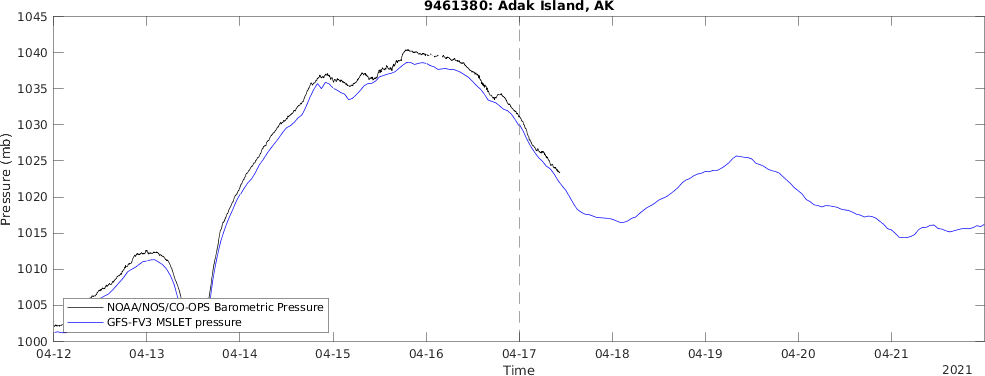 9461380: Adak Island, AK
Pressure (mb)
1045
1040
1035
1030
1025
1020
1015
1010
1005
1000
NOAA/NOS/CO-OPS Barometric Pressure
GFS-FV3 MSLET pressure
04-12 04-13 04-14 04-15 04-16 04-17 04-18 04-19 04-20 04-21
Time
2021